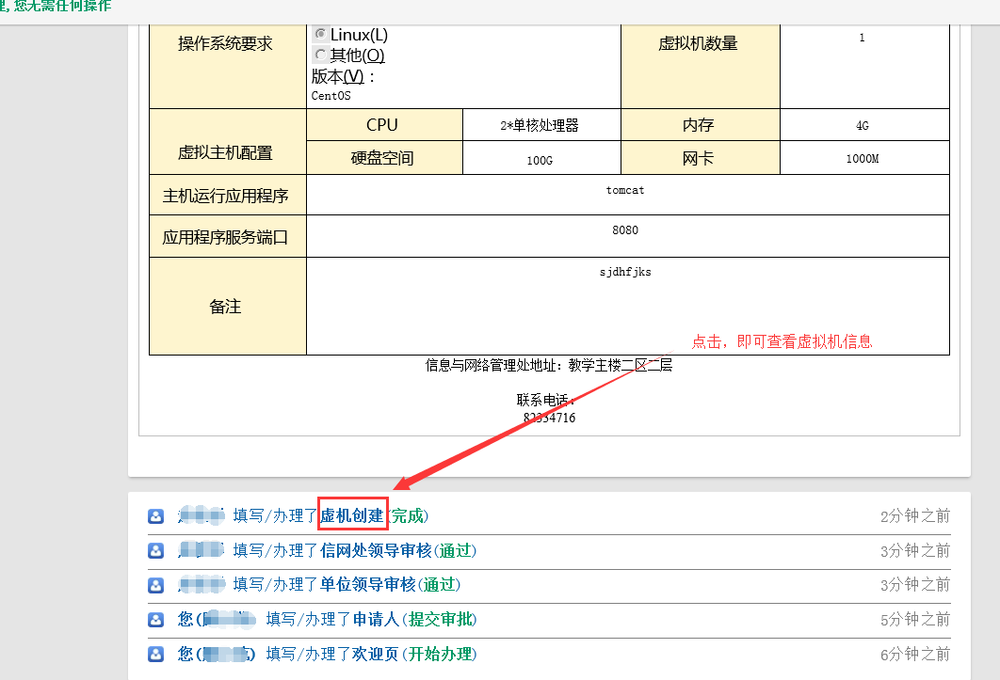 理, 您无需任何操作
操作系统要求
Linux(L)
其他(O)
版本(V)：
CentOS
虚拟机数量
1
虚拟主机配置
CPU
2*单核处理器
内存
4G
硬盘空间
100G
网卡
1000M
主机运行应用程序
tomcat
应用程序服务端口
8080
备注
sjdhfjks
点击，即可查看虚拟机信息
信息与网络管理处地址：教学主楼二区二层
联系电话：
82334716
填写/办理了虚机创建(完成) 2分钟之前
填写/办理了信网处领导审核(通过) 3分钟之前
填写/办理了单位领导审核(通过) 3分钟之前
您( 填写/办理了申请人(提交审批) 5分钟之前
您( ) 填写/办理了欢迎页(开始办理) 6分钟之前